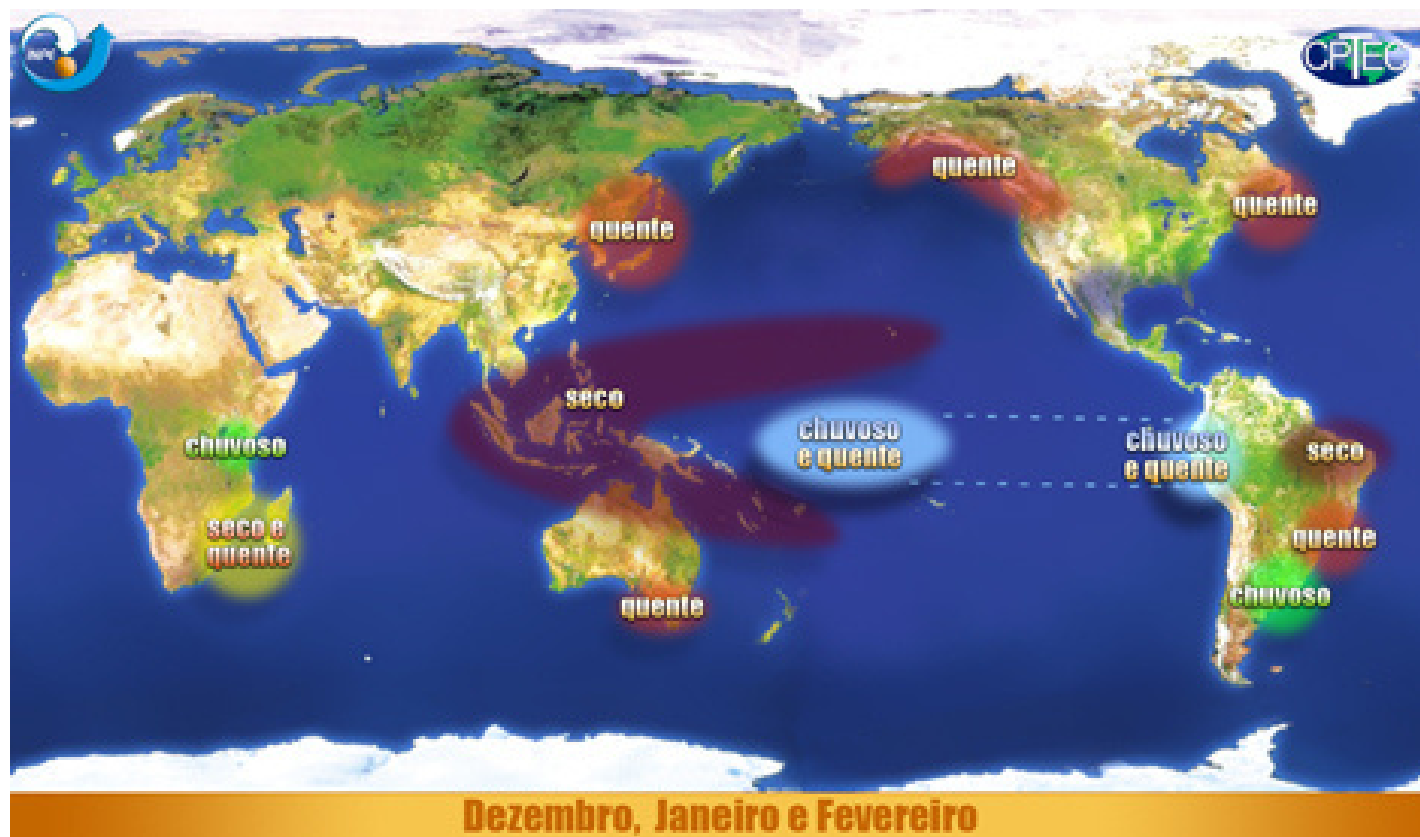 INPE
CPTEC
quente
quente
quente
seco
chuvoso
e quente
chuvoso
e quente
seco
chuvoso
seco e
quente
quente
quente
chuvoso
Dezembro, Janeiro e Fevereiro